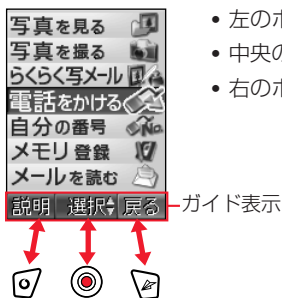 写真を見る
写真を撮る
らくらく写メール
電話をかける
自分の番号
メモリ登録
メールを読む
説明 選択 戻る
ガイド表示
• 左のボ
• 中央の
• 右のボ